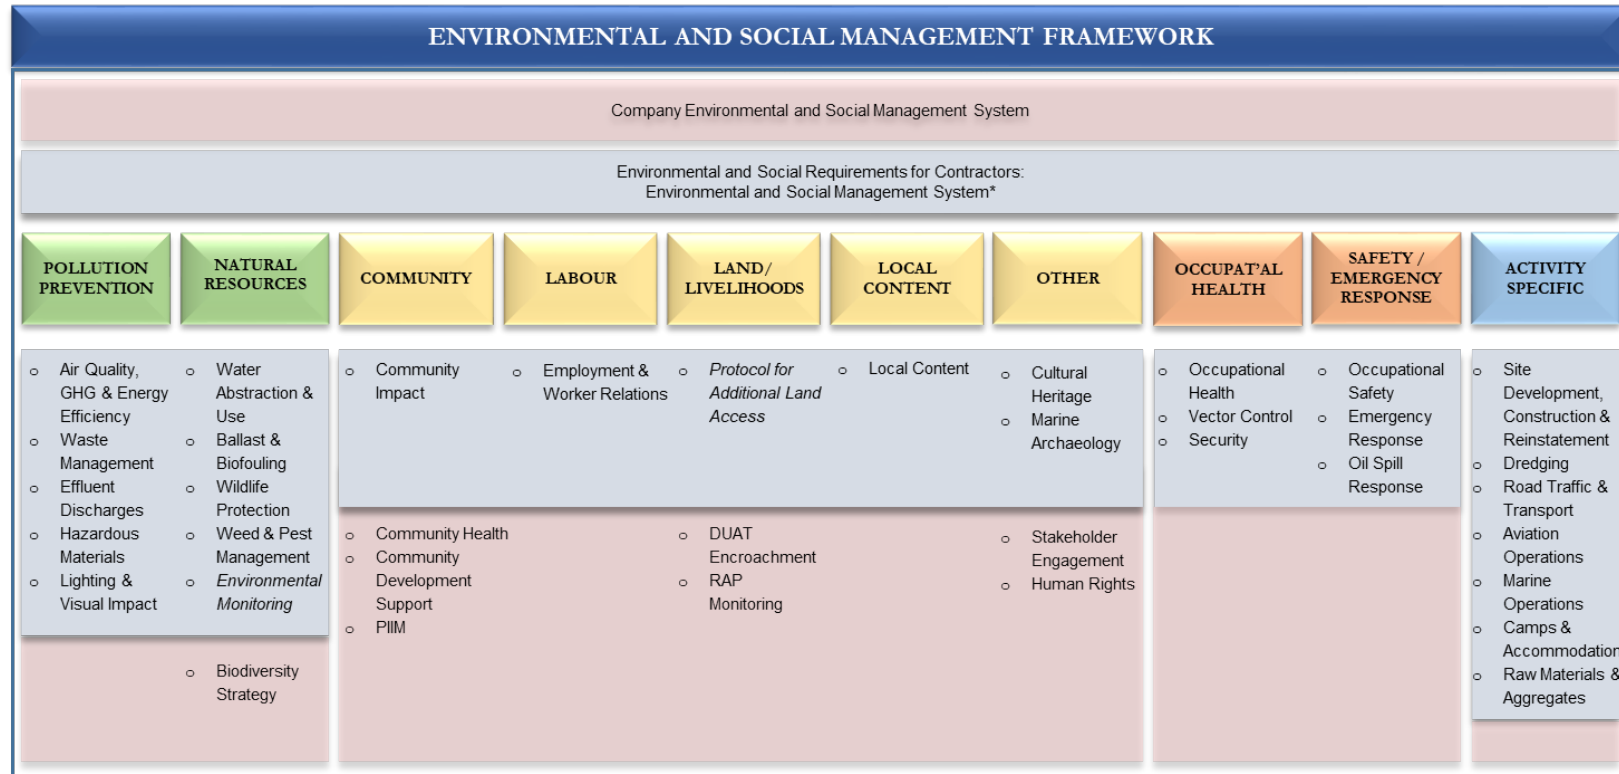 ENVIRONMENTAL AND SOCIAL MANAGEMENT FRAMEWORK
Company Environmental and Social Management System
Environmental and Social Requirements for Contractors:
Environmental and Social Management System*
POLLUTION
PREVENTION
NATURAL
RESOURCES
COMMUNITY
LABOUR
LAND/
LIVELIHOODS
LOCAL
CONTENT
OTHER
OCCUPAT'AL
HEALTH
SAFETY /
EMERGENCY
RESPONSE
ACTIVITY
SPECIFIC
o Air Quality,
GHG & Energy
Efficiency
o Waste
Management
o Effluent
Discharges
o Hazardous
Materials
o Lighting &
Visual Impact
o Water
Abstraction &
Use
o Ballast &
Biofouling
o Wildlife
Protection
o Weed & Pest
Management
o Environmental
Monitoring
o Biodiversity
Strategy
o Community
Impact
o Community Health
o Community
Development
Support
o PIIM
o Employment &
Worker Relations
o Protocol for
Additional Land
Access
o DUAT
Encroachment
o RAP
Monitoring
o Local Content
o Cultural
Heritage
o Marine
Archaeology
o Stakeholder
Engagement
o Human Rights
o Occupational
Health
o Vector Control
o Security
o Occupational
Safety
o Emergency
Response
o Oil Spill
Response
o Site
Development,
Construction &
Reinstatement
o Dredging
o Road Traffic &
Transport
o Aviation
Operations
o Marine
Operations
o Camps &
Accommodation
o Raw Materials &
Aggregates